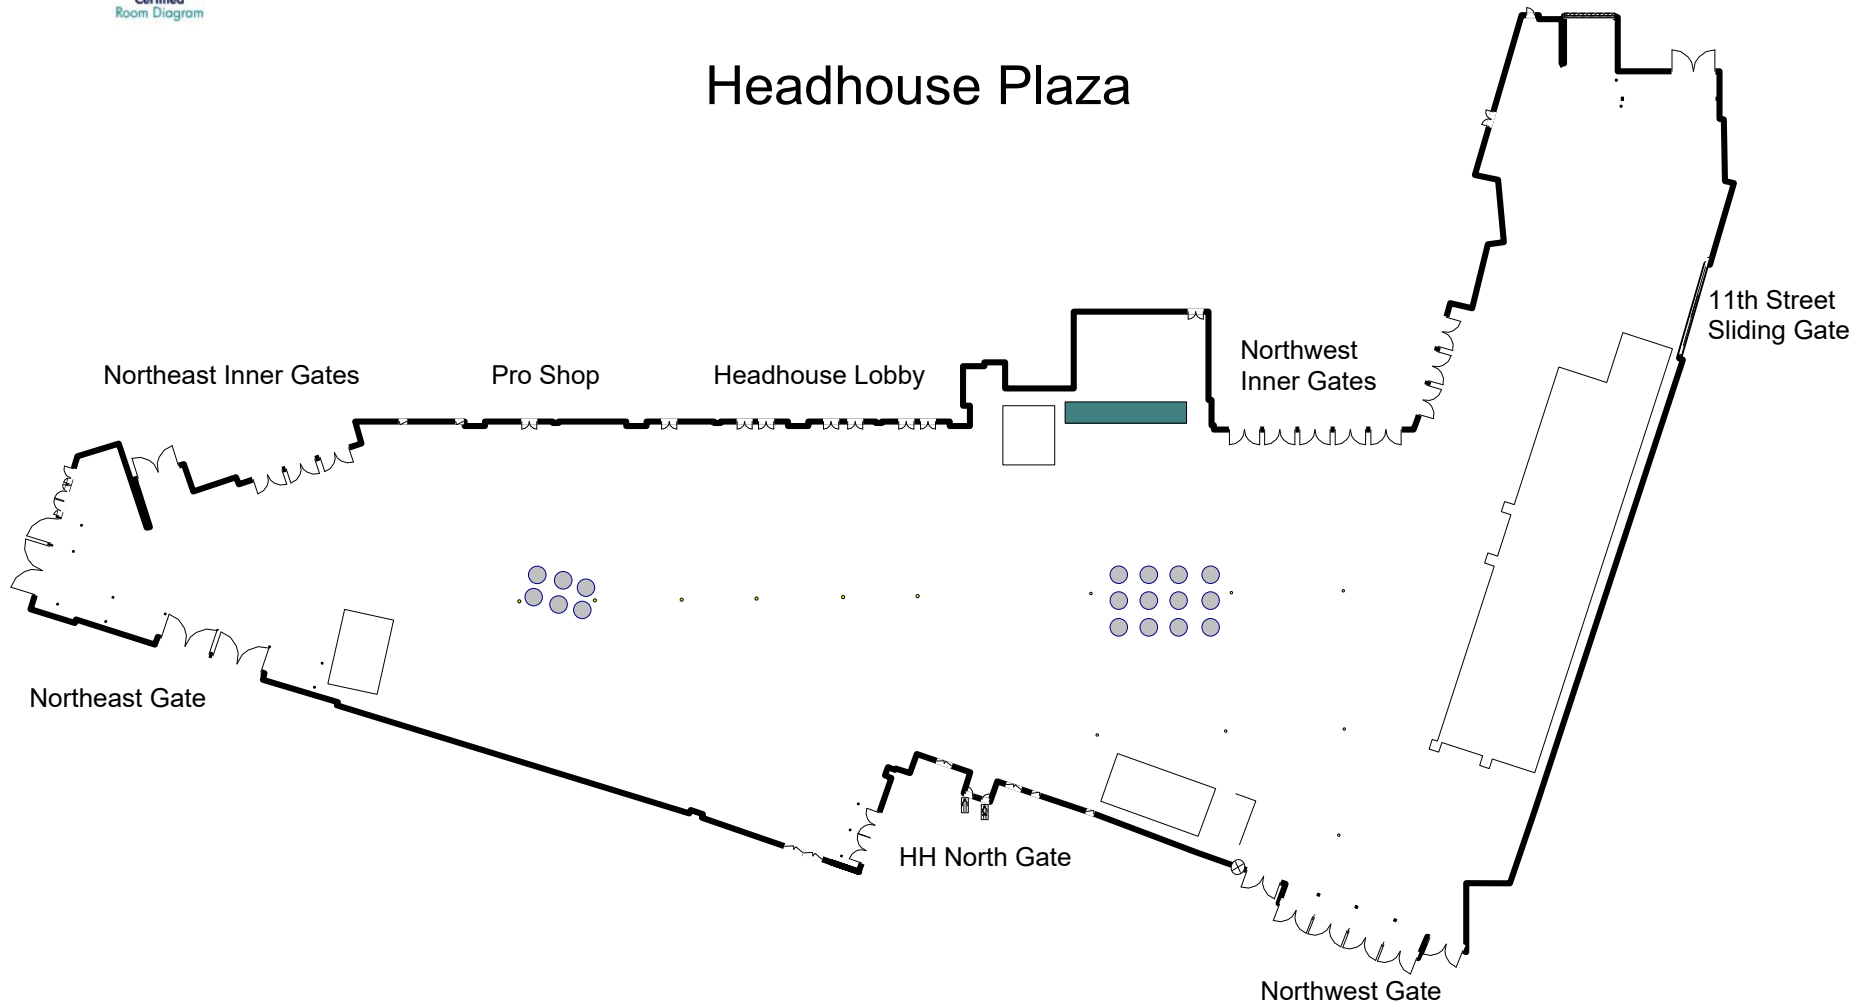 Certified
Room Diagram
Headhouse Plaza
11th Street
Sliding Gate
Northwest
Inner Gates
Northeast Inner Gates
Pro Shop
Headhouse Lobby
Northeast Gate
HH North Gate
Northwest Gate